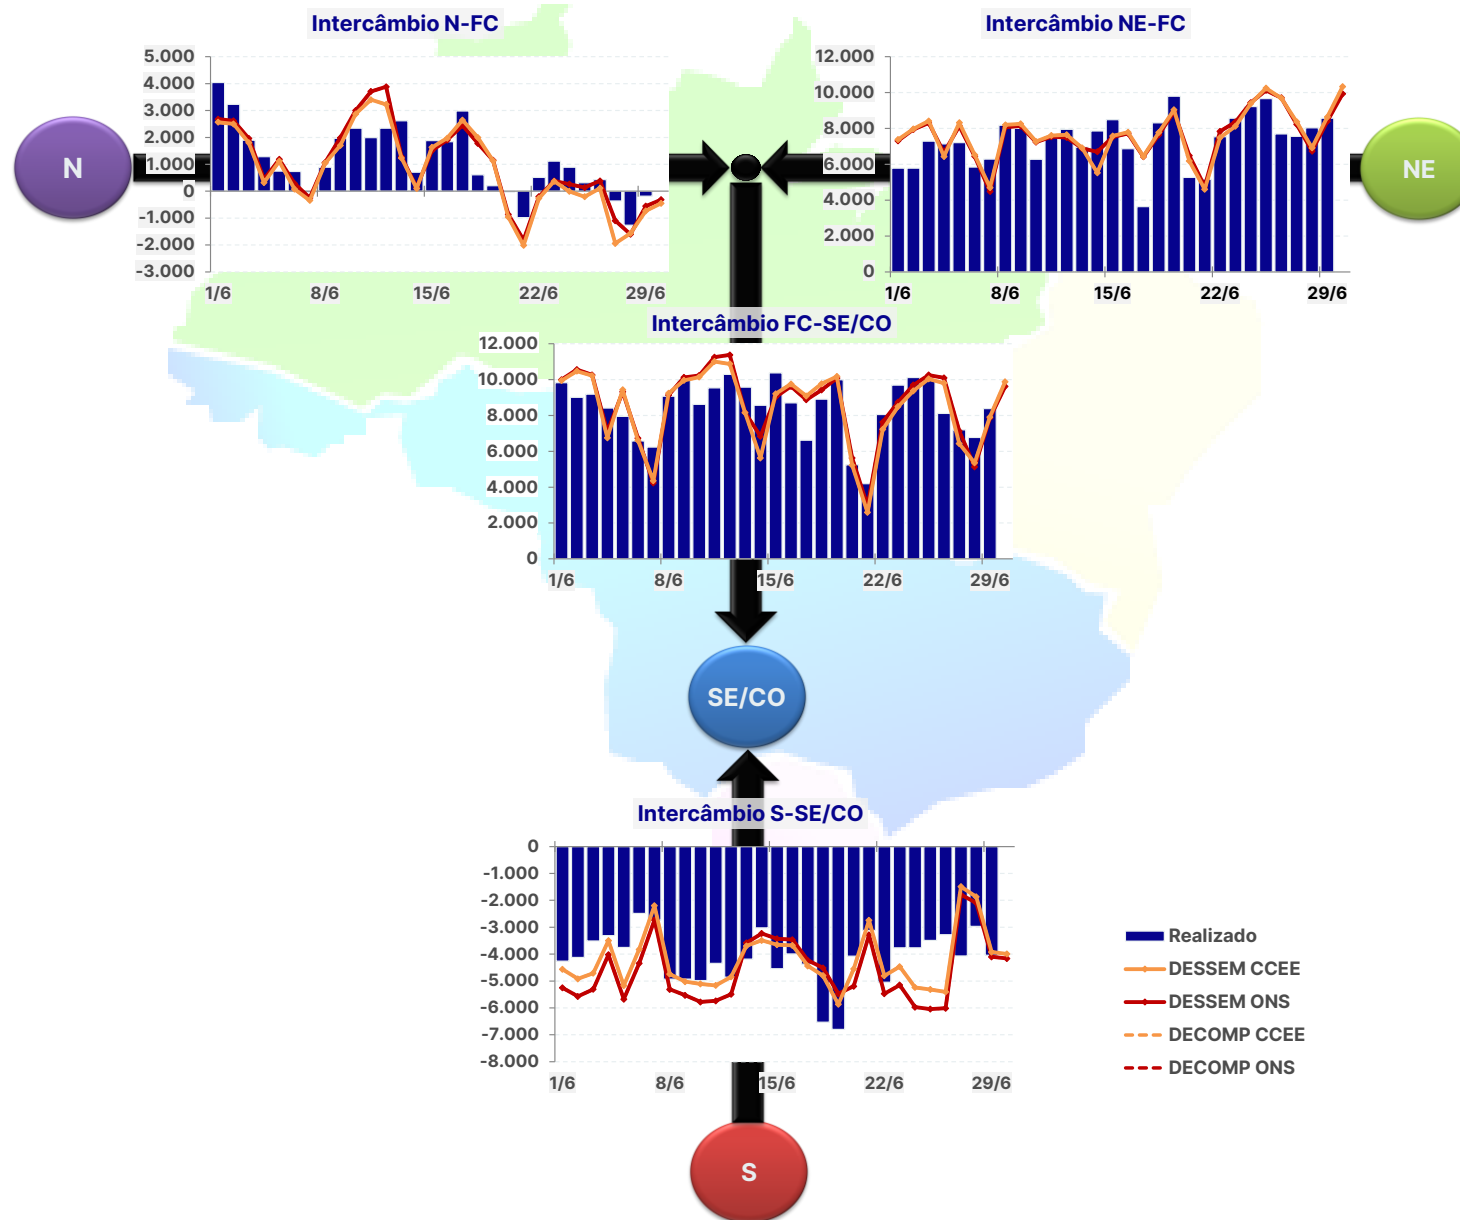 Intercâmbio N-FC
5.000
4.000
3.000
2.000
1.000
0
-1.000
-2.000
-3.000
1/6 8/6 15/6 22/6 29/6
N
Intercâmbio NE-FC
12.000
10.000
8.000
6.000
4.000
2.000
0
1/6 8/6 15/6 22/6 29/6
NE
Intercâmbio FC-SE/CO
12.000
10.000
8.000
6.000
4.000
2.000
0
1/6 8/6 15/6 22/6 29/6
SE/CO
Intercâmbio S-SE/CO
0
-1.000
-2.000
-3.000
-4.000
-5.000
-6.000
-7.000
-8.000
1/6 8/6 15/6 22/6 29/6
Realizado
DESSEM CCEE
DESSEM ONS
DECOMP CCEE
DECOMP ONS
S